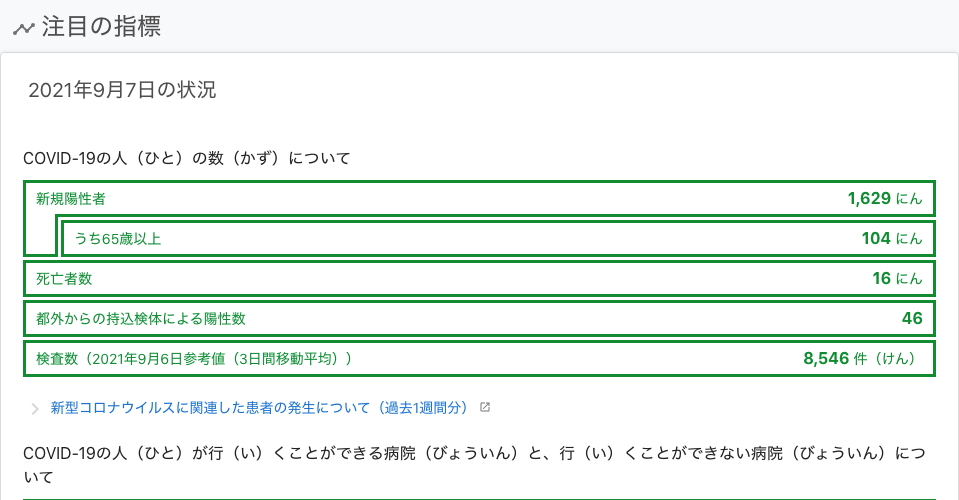 注目の指標
2021年9月7日の状況
COVID-19の人（ひと）の数（かず）について
新規陽性者 1,629 にん
うち65歳以上 104 にん
死亡者数 16 にん
都外からの持込検体による陽性数 46
検査数（2021年9月6日参考値（3日間移動平均）） 8,546 件（けん）
新型コロナウイルスに関連した患者の発生について（過去1週間分）
COVID-19の人（ひと）が行（い）くことができる病院（びょういん）と、行（い）くことができない病院（びょういん）につ
いて